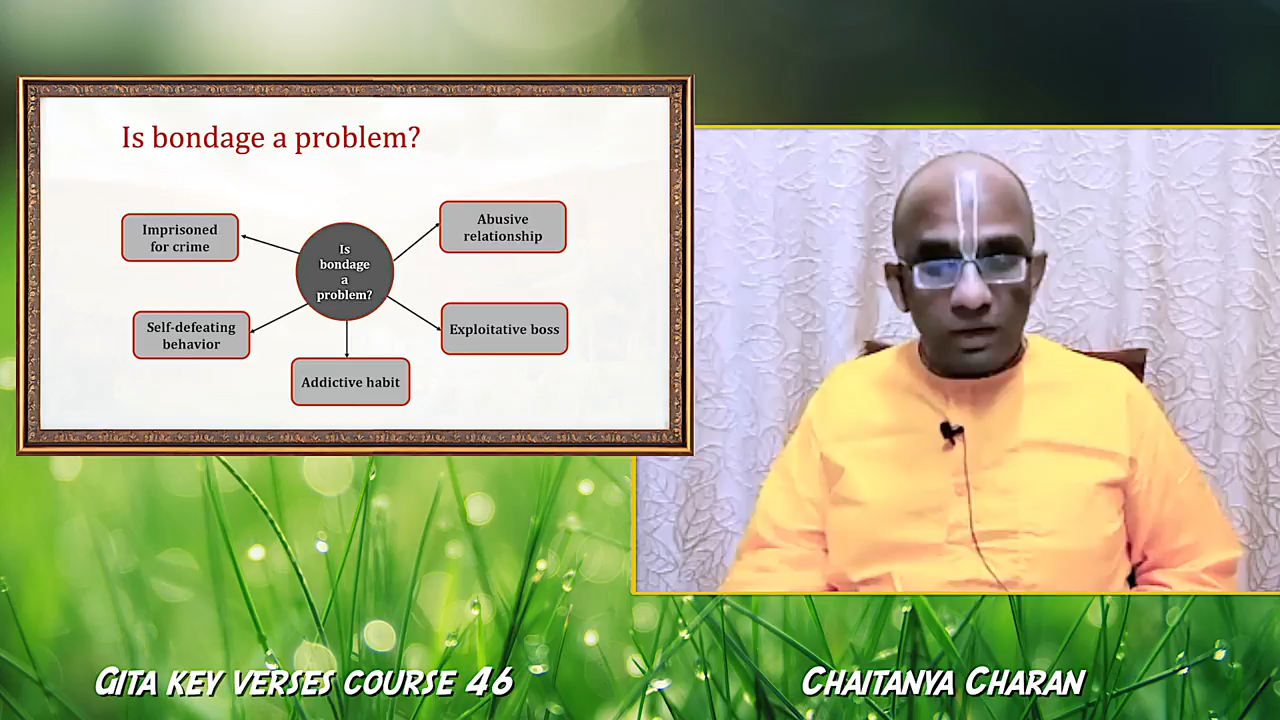 Is bondage a problem?
Imprisoned
for crime
Abusive
relationship
Is
bondage
a
problem?
Self-defeating
behavior
Exploitative boss
Addictive habit
GITA KEY VERSES COURSE 46
CHAITANYA CHARAN